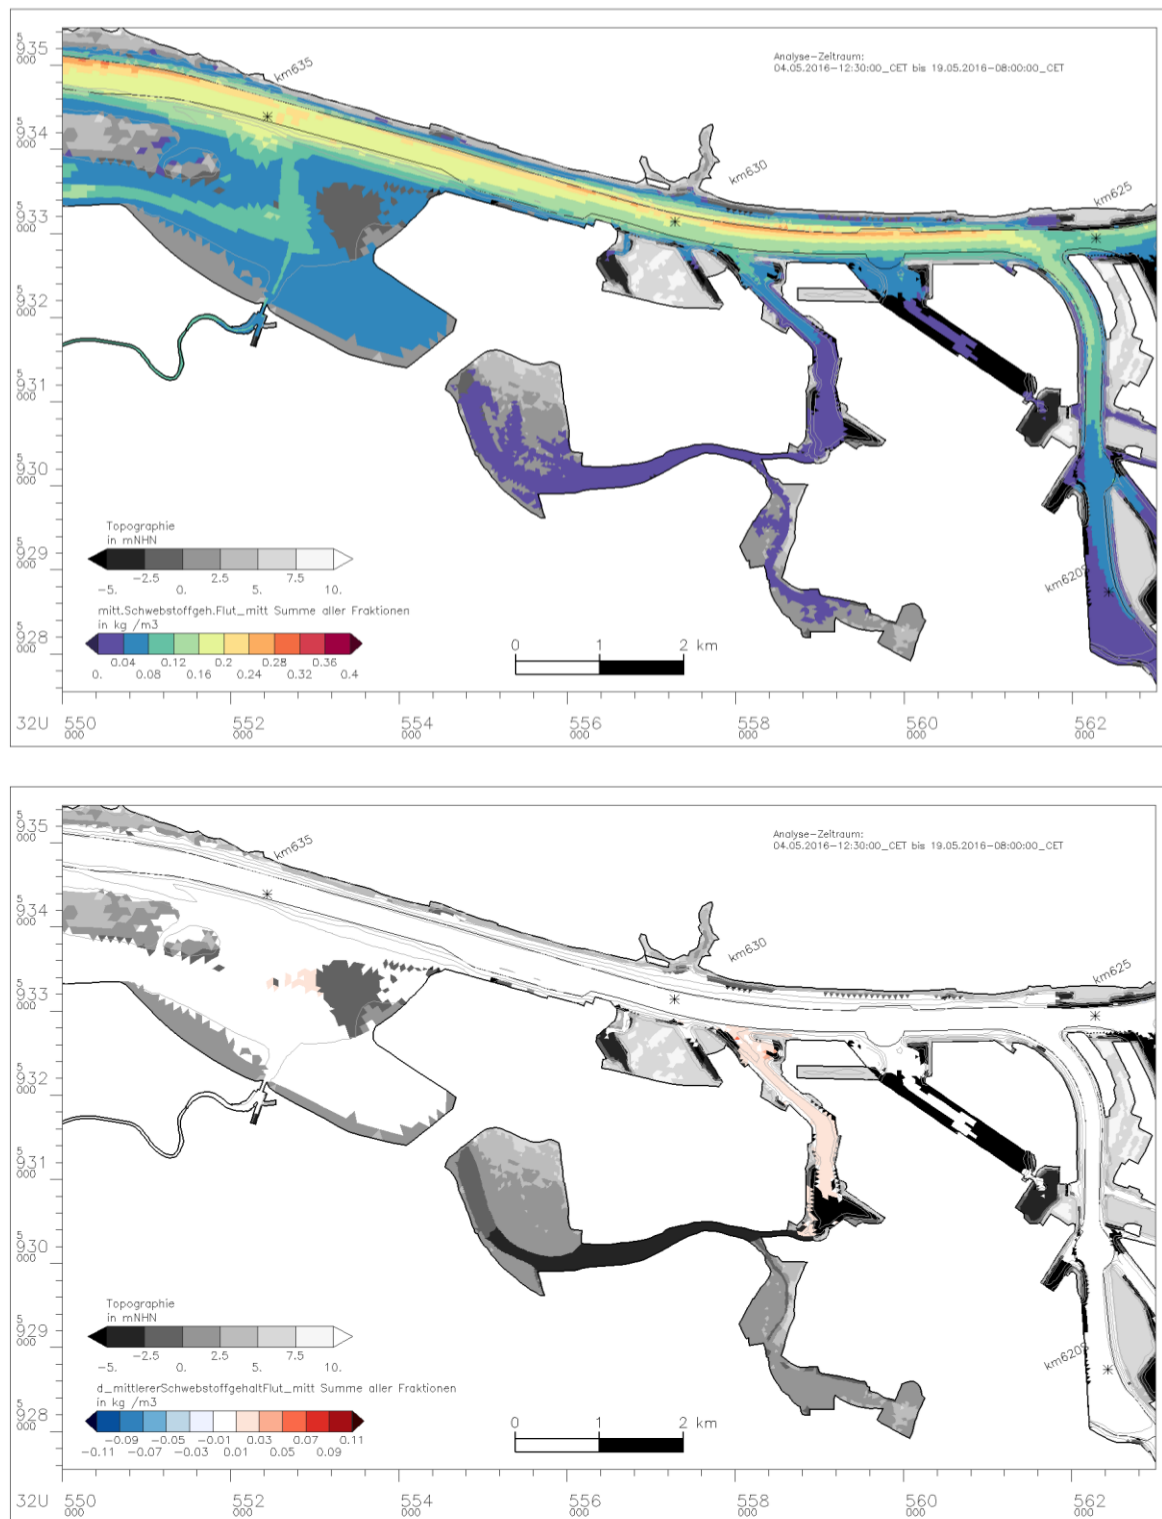 5
935
000
km635
Analyse-Zeitraum:
04.05.2016-12:30:00_CET bis 19.05.2016-08:00:00_CET
5
934
000
km630
km625
5
933
000
5
932
000
5
931
000
5
930
000
Topographie
in mNHN
5
929
000
-2.5 2.5 7.5
-5. 0. 5. 10.
km620S
mitt.Schwebstoffgeh.Flut_mitt Summe aller Fraktionen
in kg /m3
5
928
000
0.04 0.12 0.2 0.28 0.36
0. 0.08 0.16 0.24 0.32 0.4
0 1 2 km
32U 550 552 554 556 558 560 562
000 000 000 000 000 000 000
5
935
000
km635
Analyse-Zeitraum:
04.05.2016-12:30:00_CET bis 19.05.2016-08:00:00_CET
5
934
000
km630
km625
5
933
000
5
932
000
5
931
000
5
930
000
Topographie
in mNHN
5
929
000
-2.5 2.5 7.5
-5. 0. 5. 10.
km620S
d_mittlererSchwebstoffgehaltFlut_mitt Summe aller Fraktionen
in kg /m3
5
928
000
-0.09 -0.05 -0.01 0.03 0.07 0.11
-0.11 -0.07 -0.03 0.01 0.05 0.09
0 1 2 km
32U 550 552 554 556 558 560 562
000 000 000 000 000 000 000